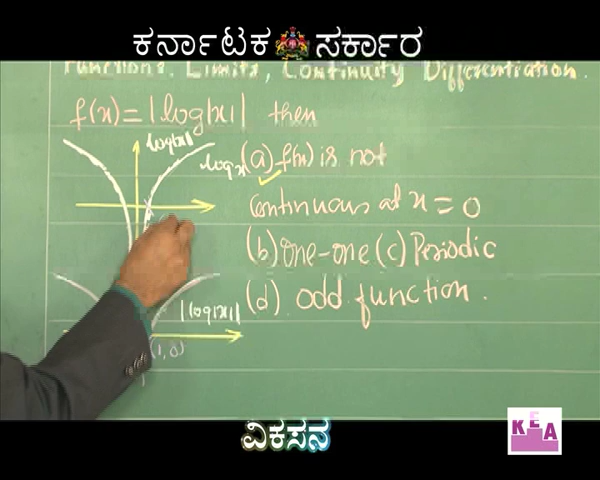 ಕರ್ನಾಟಕ ಸರ್ಕಾರ
Functions, Limits, Continuity Differentiation.
f(x) = |log|x|| then
log|x|
logx
(a) f(x) is not
continuous at x = 0
(b) one-one (c) Periodic
(d) odd function.
|log|x||
(1,0)
ವಿಕಸನ
KEA